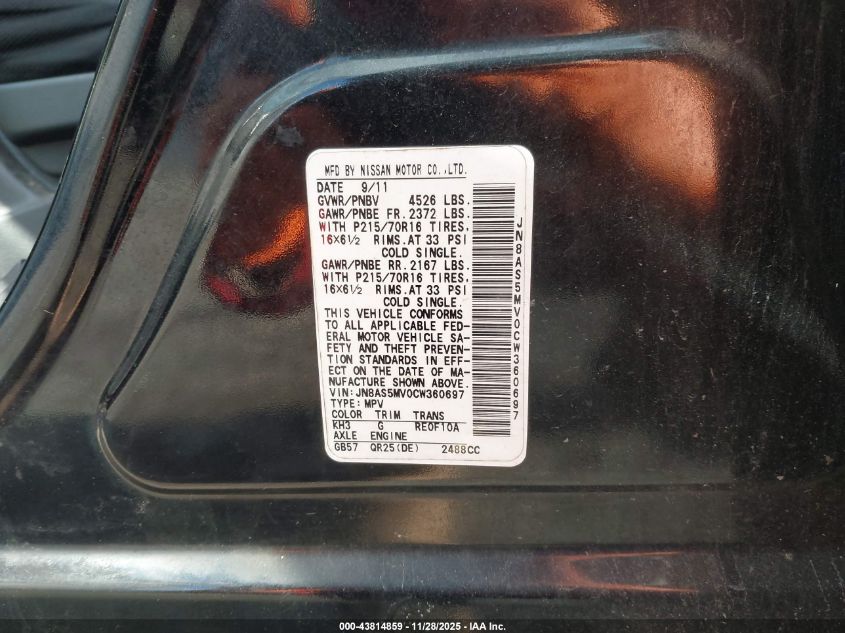 MFD BY NISSAN MOTOR CO.,LTD.
DATE 9/11
GVWR/PNBV 4526 LBS.
GAWR/PNBE FR. 2372 LBS.
WITH P215/70R16 TIRES,
16X6½ RIMS.AT 33 PSI
COLD SINGLE.
GAWR/PNBE RR. 2167 LBS.
WITH P215/70R16 TIRES,
16X6½ RIMS.AT 33 PSI
COLD SINGLE.
THIS VEHICLE CONFORMS
TO ALL APPLICABLE FED-
ERAL MOTOR VEHICLE SA-
FETY AND THEFT PREVEN-
TION STANDARDS IN EFF-
ECT ON THE DATE OF MA-
NUFACTURE SHOWN ABOVE.
VIN: JN8AS5MV0CW360697
TYPE: MPV
COLOR TRIM TRANS
KH3 G RE0F10A
AXLE ENGINE
GB57 QR25(DE) 2488CC
JN8AS5MV0CW360697
000-43814859 - 11/28/2025 - IAA Inc.